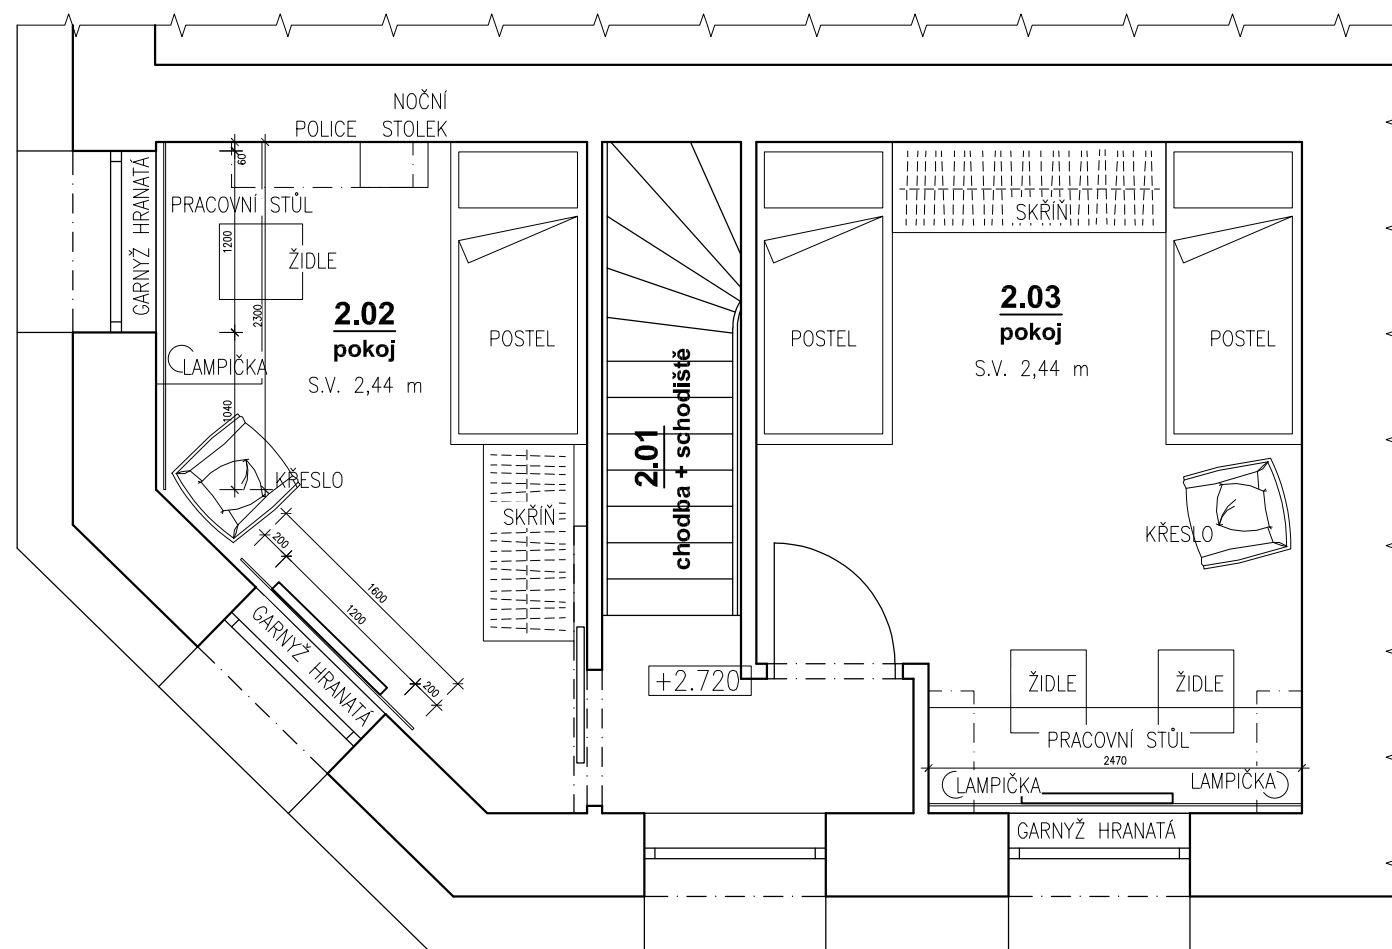 NOČNÍ
POLICE STOLEK
60
GARNYŽ HRANATÁ
PRACOVNÍ STŮL
1200
ŽIDLE
2300
2.02
pokoj
S.V. 2,44 m
LAMPIČKA
1040
KŘESLO
POSTEL
SKŘÍŇ
200
1600
1200
200
GARNYŽ HRANATÁ
2.01
chodba + schodiště
+2.720
SKŘÍŇ
2.03
pokoj
S.V. 2,44 m
POSTEL
POSTEL
KŘESLO
ŽIDLE
ŽIDLE
PRACOVNÍ STŮL
2470
LAMPIČKA
LAMPIČKA
GARNYŽ HRANATÁ